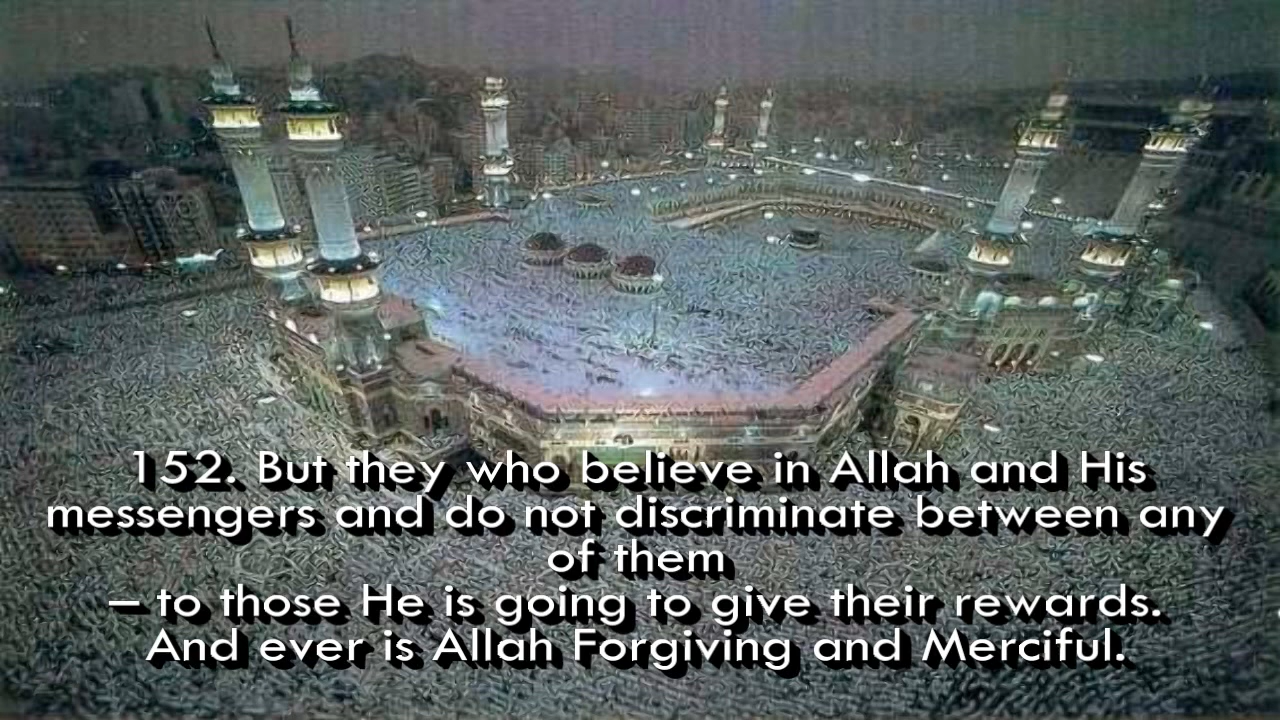 152. But they who believe in Allah and His
messengers and do not discriminate between any
of them
– to those He is going to give their rewards.
And ever is Allah Forgiving and Merciful.